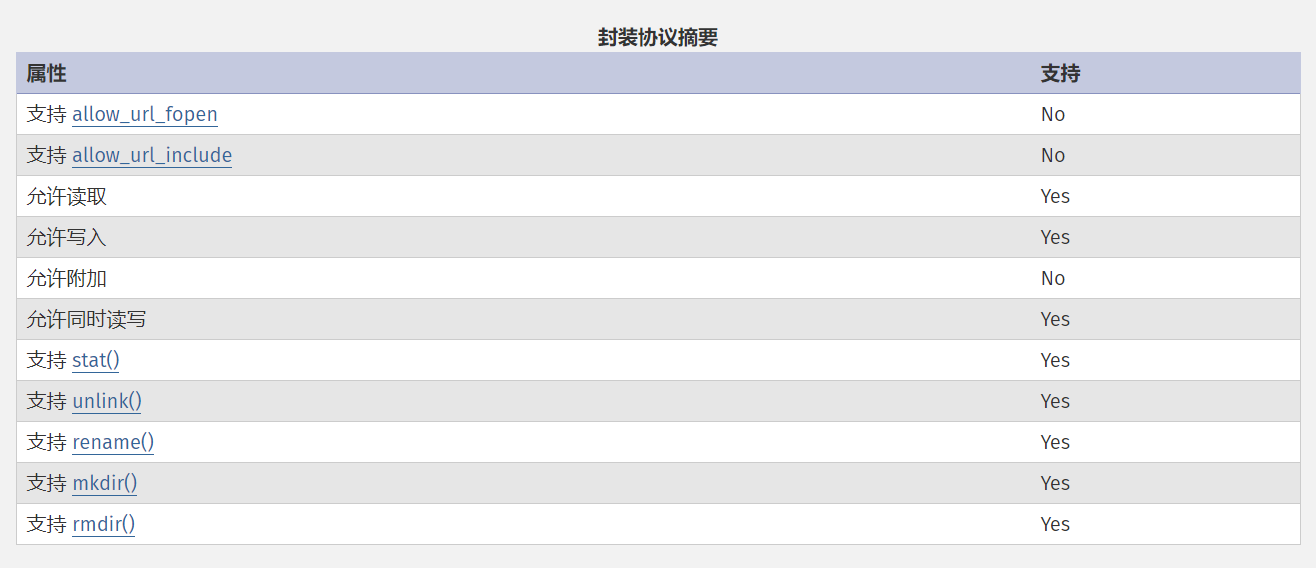 封装协议摘要
属性 支持
支持 allow_url_fopen No
支持 allow_url_include No
允许读取 Yes
允许写入 Yes
允许附加 No
允许同时读写 Yes
支持 stat() Yes
支持 unlink() Yes
支持 rename() Yes
支持 mkdir() Yes
支持 rmdir() Yes